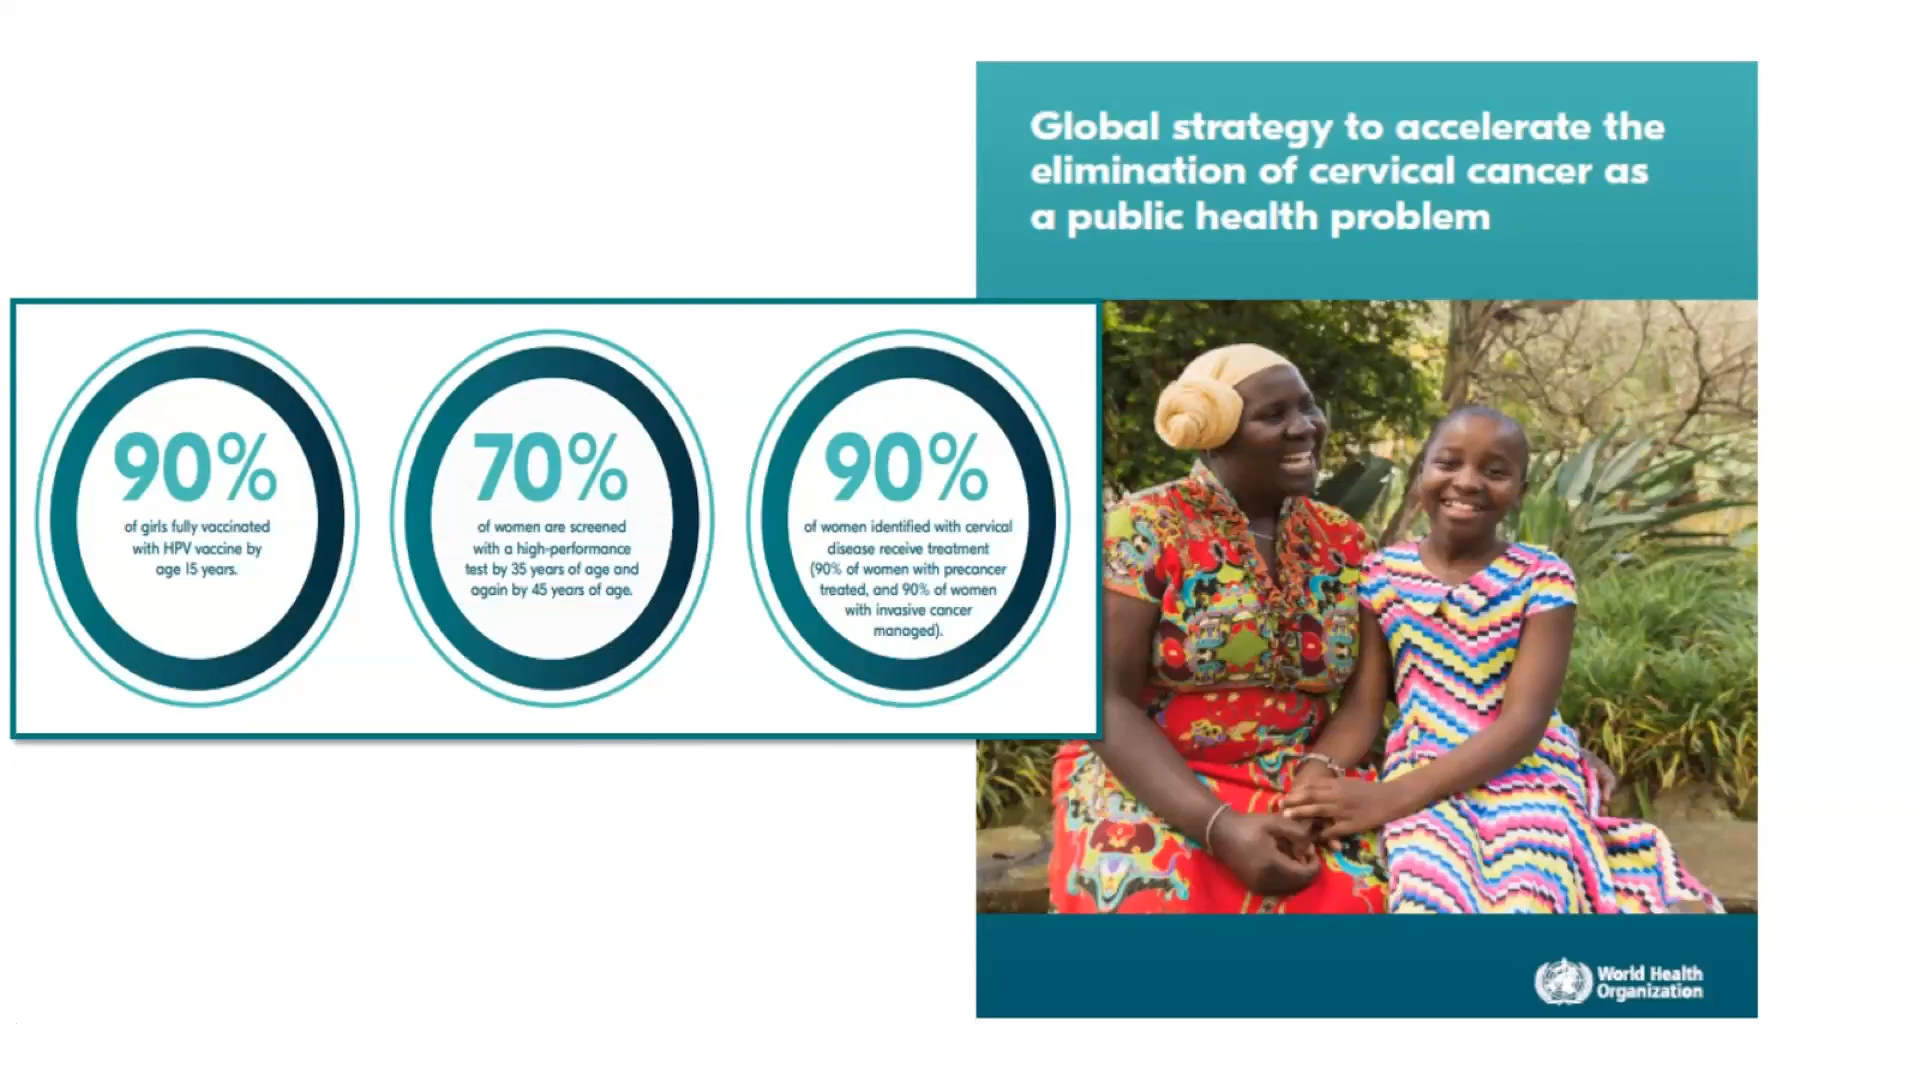 Global strategy to accelerate the
elimination of cervical cancer as
a public health problem
90%
of girls fully vaccinated
with HPV vaccine by
age 15 years.
70%
of women are screened
with a high-performance
test by 35 years of age and
again by 45 years of age.
90%
of women identified with cervical
disease receive treatment
(90% of women with precancer
treated, and 90% of women
with invasive cancer
managed).
World Health
Organization